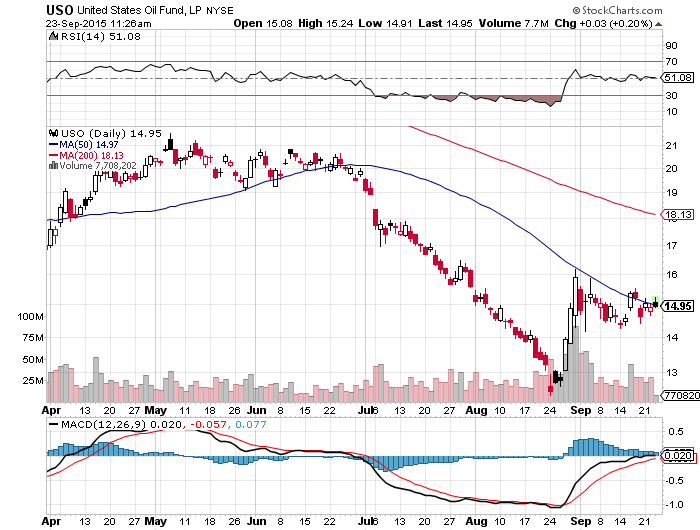 USO United States Oil Fund, LP NYSE © StockCharts.com
23-Sep-2015 11:26am Open 15.08 High 15.24 Low 14.91 Last 14.95 Volume 7.7M Chg +0.03 (+0.20%)
RSI(14) 51.08
90
70
51.08
30
10
USO (Daily) 14.95
MA(50) 14.97
MA(200) 18.13
Volume 7,708,202
21
20
19
18.13
17
16
14.95
14
13
100M
75M
50M
25M
770820
Apr 13 20 27 May 11 18 26 Jun 8 15 22 Jul 6 13 20 27 Aug 10 17 24 Sep 8 14 21
MACD(12,26,9) 0.020, -0.057, 0.077
0.5
0.020
-0.5
-1.0
Apr 13 20 27 May 11 18 26 Jun 8 15 22 Jul 6 13 20 27 Aug 10 17 24 Sep 8 14 21